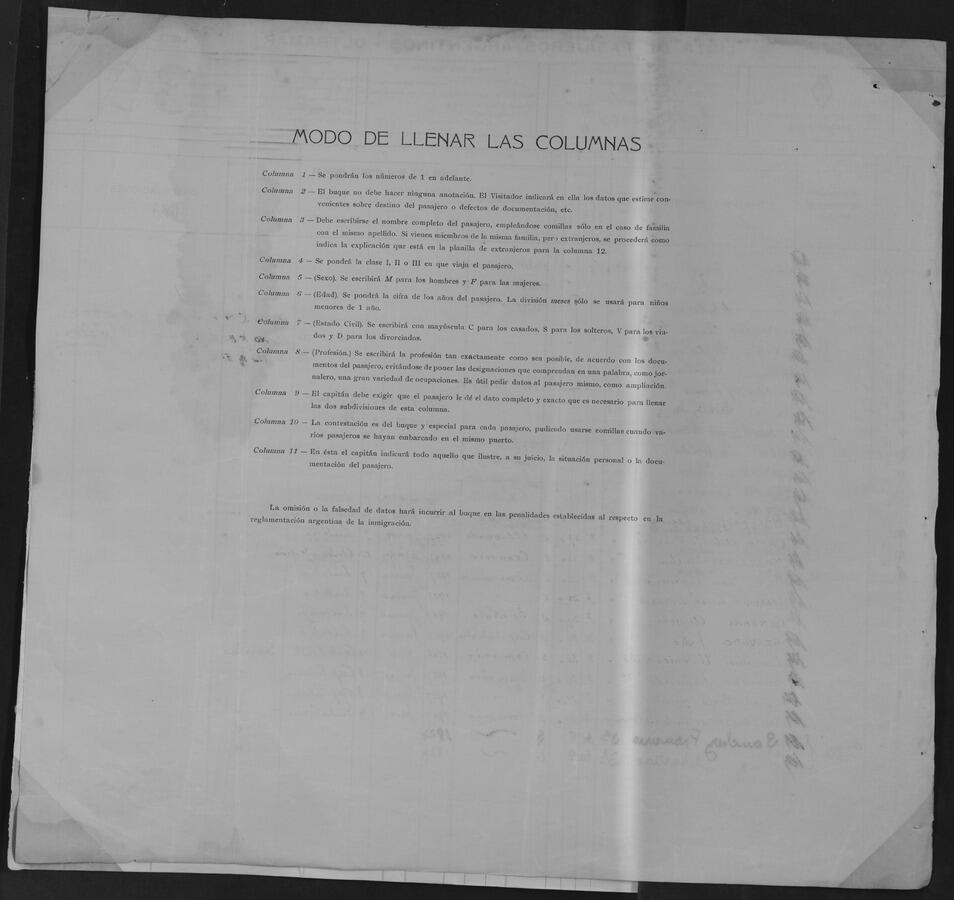 MODO DE LLENAR LAS COLUMNAS
Columna 1 — Se pondrán los números de 1 en adelante.
Columna 2 — El buque no debe hacer ninguna anotación. El Visitador indicará en ella los datos que estime con-
venientes sobre destino del pasajero o defectos de documentación, etc.
Columna 3 — Debe escribirse el nombre completo del pasajero, empleándose comillas sólo en el caso de familia
con el mismo apellido. Si vienen miembros de la misma familia, pero extranjeros, se procederá como
indica la explicación que está en la planilla de extranjeros para la columna 12.
Columna 4 — Se pondrá la clase I, II o III en que viaja el pasajero.
Columna 5 — (Sexo). Se escribirá M para los hombres y F para las mujeres.
Columna 6 — (Edad). Se pondrá la cifra de los años del pasajero. La división meses sólo se usará para niños
menores de 1 año.
Columna 7 — (Estado Civil). Se escribirá con mayúscula C para los casados, S para los solteros, V para los viu-
dos y D para los divorciados.
Columna 8 — (Profesión.) Se escribirá la profesión tan exactamente como sea posible, de acuerdo con los docu-
mentos del pasajero, evitándose de poner las designaciones que comprendan en una palabra, como jor-
nalero, una gran variedad de ocupaciones. Es útil pedir datos al pasajero mismo, como ampliación.
Columna 9 — El capitán debe exigir que el pasajero le dé el dato completo y exacto que es necesario para llenar
las dos subdivisiones de esta columna.
Columna 10 — La contestación es del buque y especial para cada pasajero, pudiendo usarse comillas cuando va-
rios pasajeros se hayan embarcado en el mismo puerto.
Columna 11 — En ésta el capitán indicará todo aquello que ilustre, a su juicio, la situación personal o la docu-
mentación del pasajero.
La omisión o la falsedad de datos hará incurrir al buque en las penalidades establecidas al respecto en la
reglamentación argentina de la inmigración.